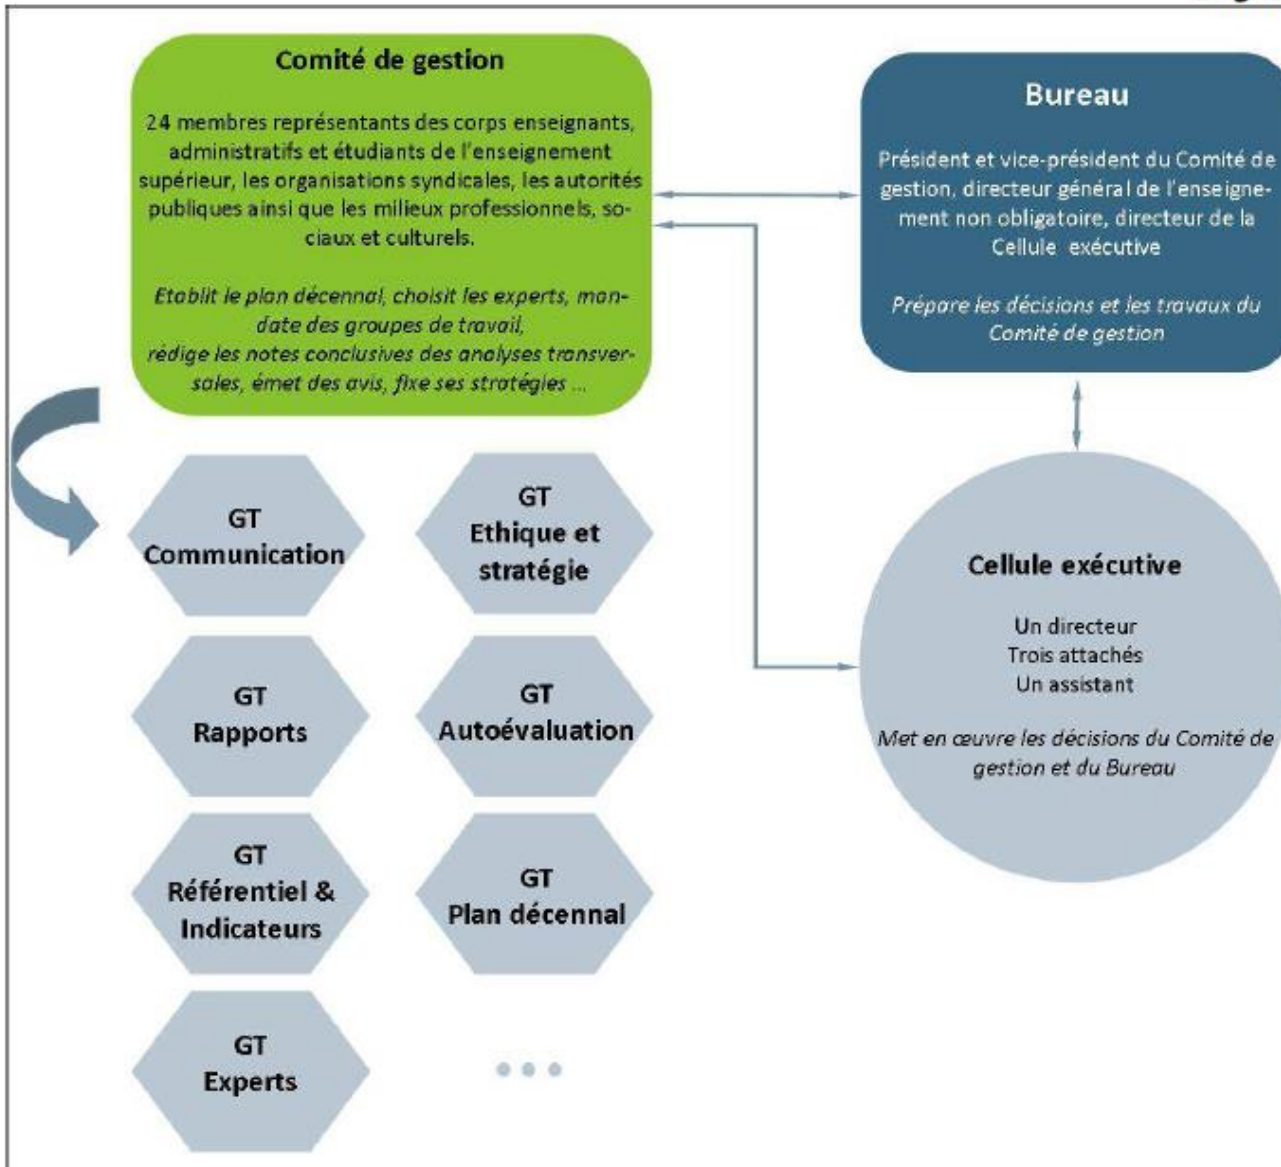 Comité de gestion
24 membres représentants des corps enseignants,
administratifs et étudiants de l'enseignement
supérieur, les organisations syndicales, les autorités
publiques ainsi que les milieux professionnels, so-
ciaux et culturels.
Etablit le plan décennal, choisit les experts, man-
date des groupes de travail,
rédige les notes conclusives des analyses transver-
sales, émet des avis, fixe ses stratégies ...
Bureau
Président et vice-président du Comité de
gestion, directeur général de l'enseigne-
ment non obligatoire, directeur de la
Cellule exécutive
Prépare les décisions et les travaux du
Comité de gestion
GT
Communication
GT
Ethique et
stratégie
GT
Rapports
GT
Autoévaluation
GT
Référentiel &
Indicateurs
GT
Plan décennal
GT
Experts
Cellule exécutive
Un directeur
Trois attachés
Un assistant
Met en œuvre les décisions du Comité de
gestion et du Bureau